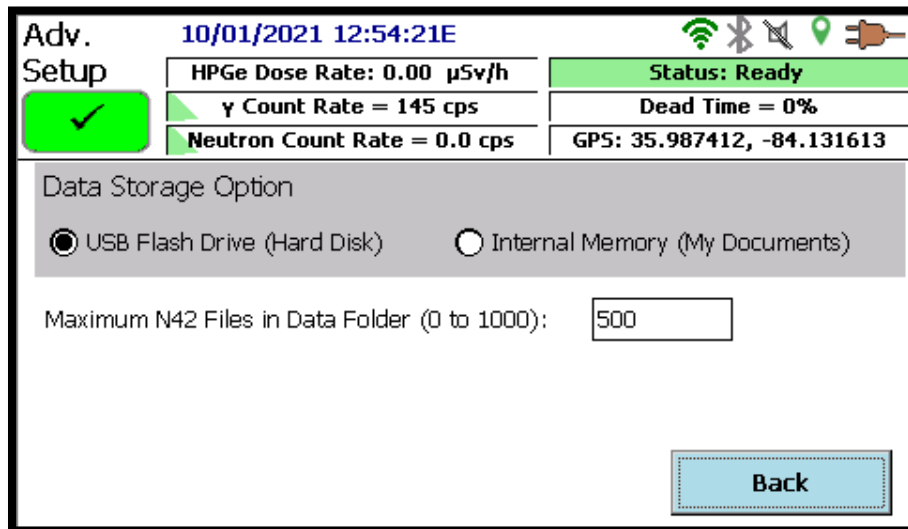 Adv. Setup
10/01/2021 12:54:21E
HPGe Dose Rate: 0.00 µSv/h
Status: Ready
γ Count Rate = 145 cps
Dead Time = 0%
Neutron Count Rate = 0.0 cps
GPS: 35.987412, -84.131613
Data Storage Option
USB Flash Drive (Hard Disk)
Internal Memory (My Documents)
Maximum N42 Files in Data Folder (0 to 1000):
500
Back